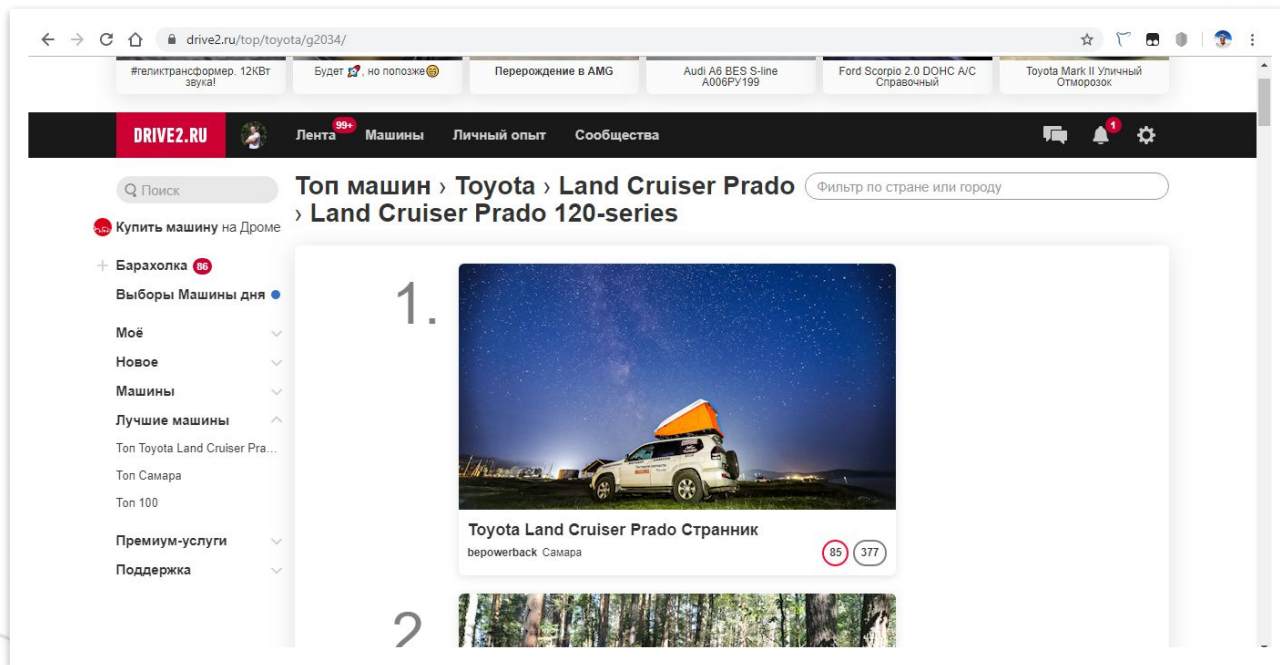 drive2.ru/top/toyota/g2034/
#геликтрансформер. 12КВт
звука!
Будет 🚀, но попозже😁
Перерождение в AMG
Audi A6 BES S-line
А006РУ199
Ford Scorpio 2.0 DOHC A/C
Справочный
Toyota Mark II Уличный
Отморозок
DRIVE2.RU
Лента 99+ Машины Личный опыт Сообщества
1
Поиск
Топ машин › Toyota › Land Cruiser Prado
› Land Cruiser Prado 120-series
Фильтр по стране или городу
Купить машину на Дроме
Барахолка 86
Выборы Машины дня
Моё
Новое
Машины
Лучшие машины
Топ Toyota Land Cruiser Pra...
Топ Самара
Топ 100
Премиум-услуги
Поддержка
1.
Toyota Land Cruiser Prado Странник
bepowerback Самара
85 377
2